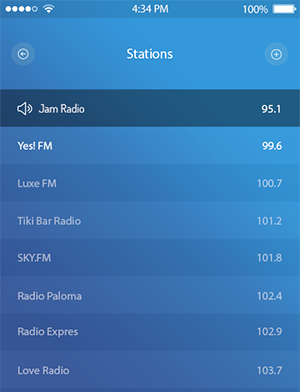 4:34 PM 100%
Stations
Jam Radio 95.1
Yes! FM 99.6
Luxe FM 100.7
Tiki Bar Radio 101.2
SKY.FM 101.8
Radio Paloma 102.4
Radio Expres 102.9
Love Radio 103.7